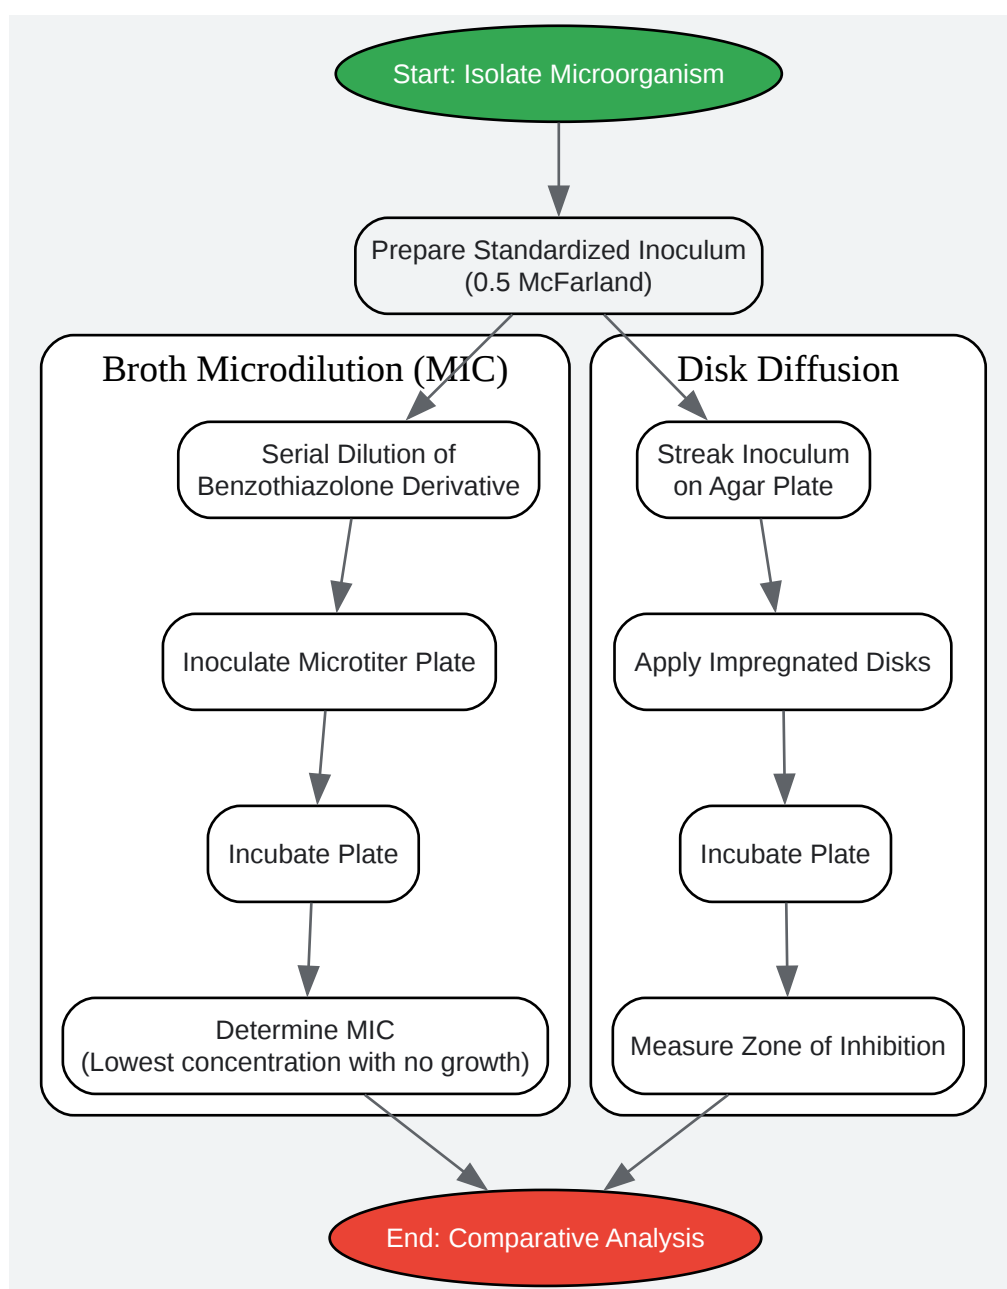 Start: Isolate Microorganism
Prepare Standardized Inoculum
(0.5 McFarland)
Broth Microdilution (MIC)
Serial Dilution of
Benzothiazolone Derivative
Inoculate Microtiter Plate
Incubate Plate
Determine MIC
(Lowest concentration with no growth)
Disk Diffusion
Streak Inoculum
on Agar Plate
Apply Impregnated Disks
Incubate Plate
Measure Zone of Inhibition
End: Comparative Analysis